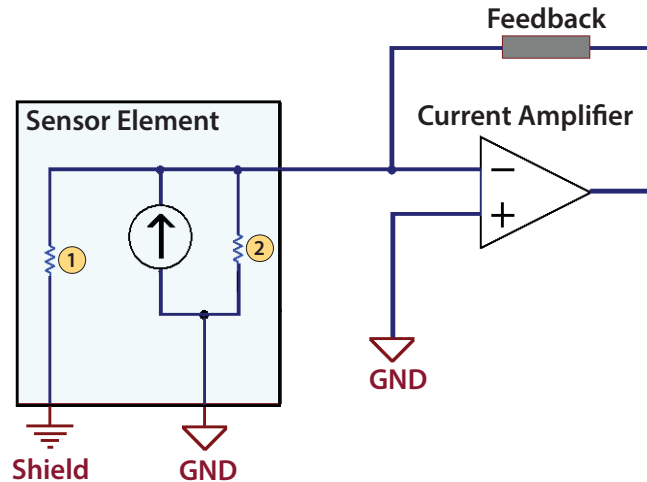 Feedback
Sensor Element
Current Amplifier
−
+
1
2
GND
Shield
GND